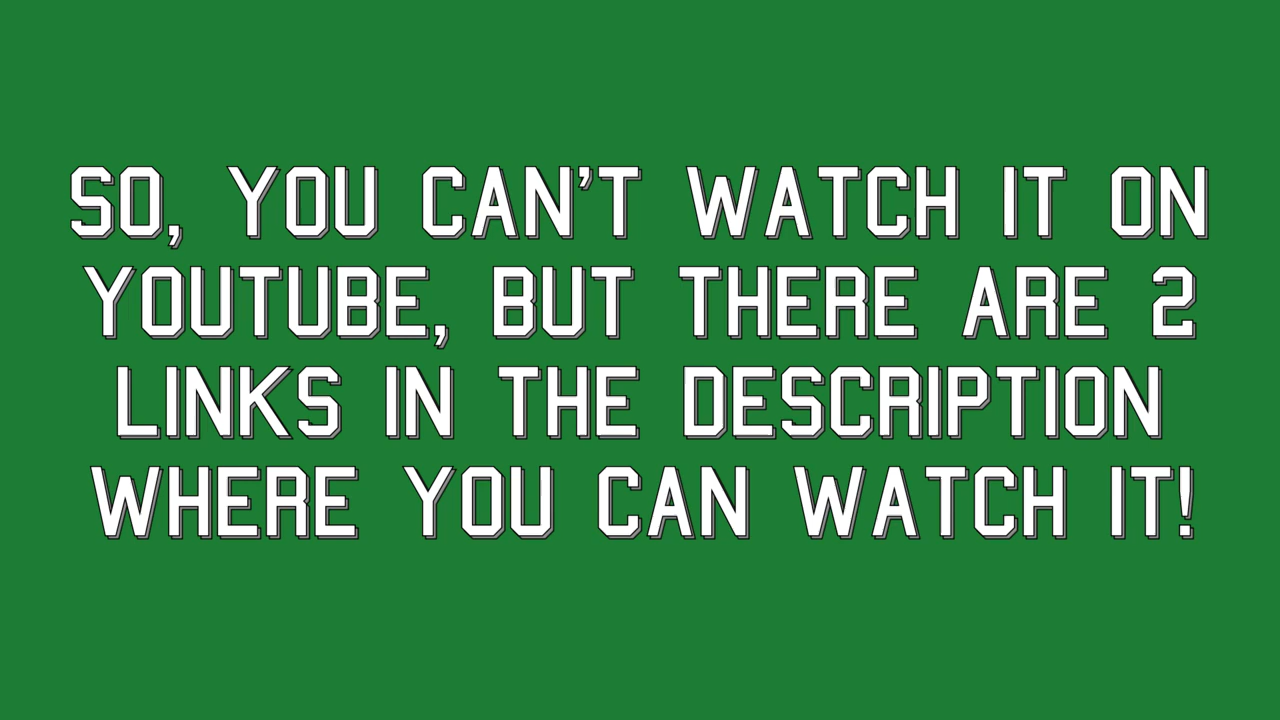 SO, YOU CAN'T WATCH IT ON
YOUTUBE, BUT THERE ARE 2
LINKS IN THE DESCRIPTION
WHERE YOU CAN WATCH IT!